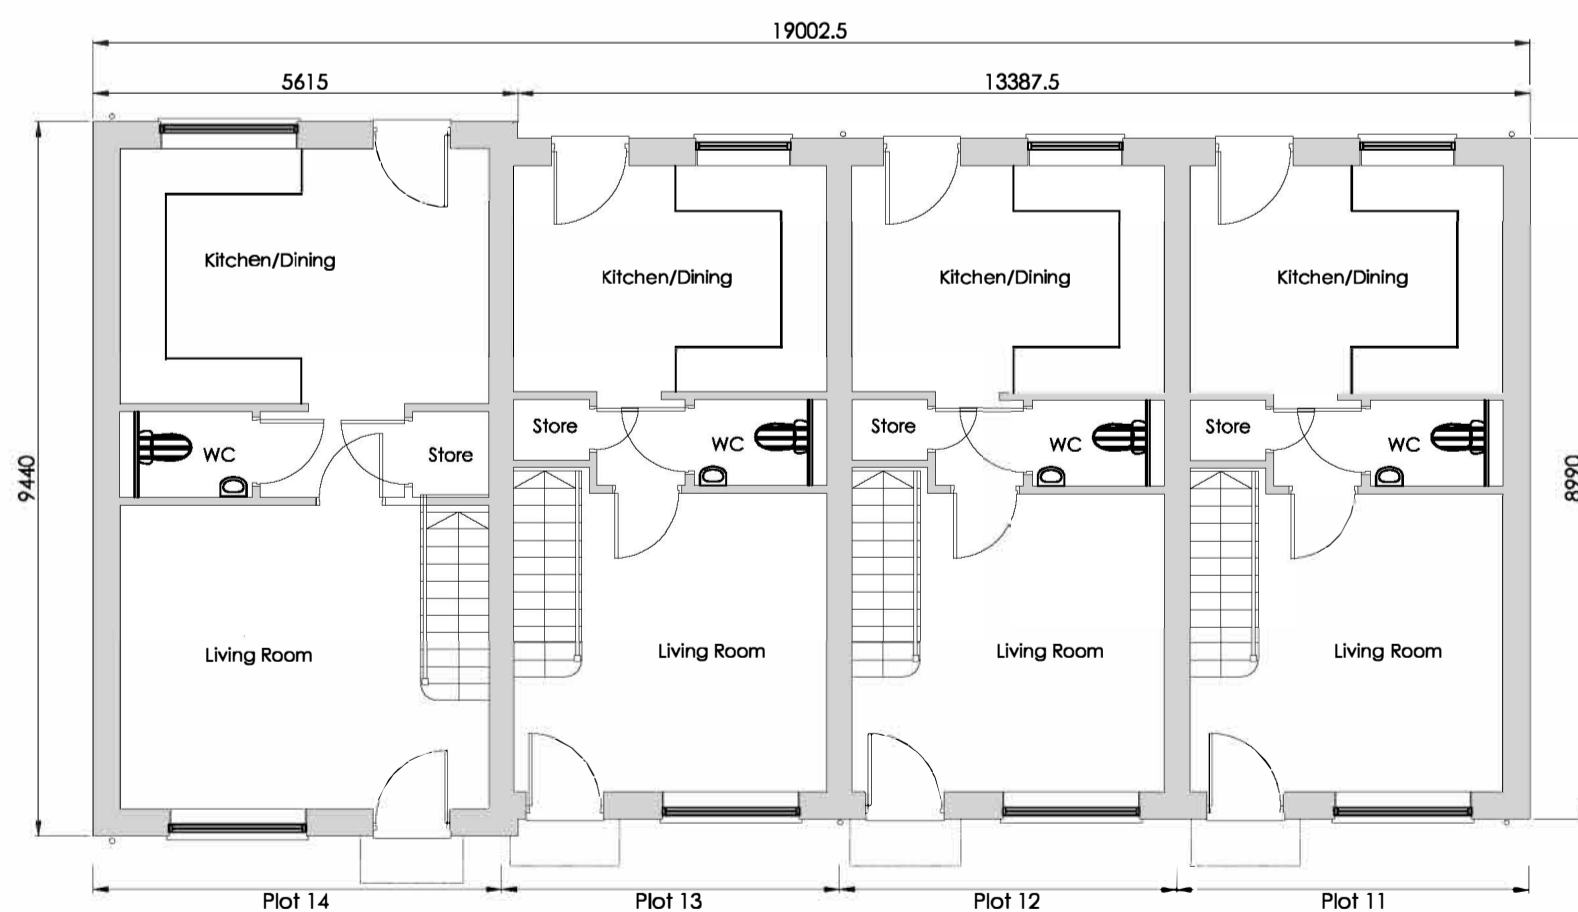 19002.5
5615
13387.5
Kitchen/Dining
Kitchen/Dining
Kitchen/Dining
Kitchen/Dining
WC
Store
Store
WC
Store
WC
Store
WC
9440
8990
Living Room
Living Room
Living Room
Living Room
Plot 14
Plot 13
Plot 12
Plot 11